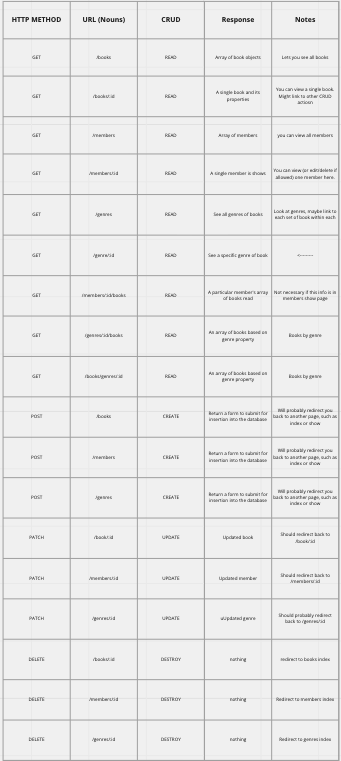 HTTP METHOD URL (Nouns) CRUD Response Notes
GET /books READ Array of book objects Lets you see all books
GET /books/:id READ A single book and its
properties You can view a single book.
Might link to other CRUD
actiosn
GET /members READ Array of members you can view all members
GET /members/:id READ A single member is shows You can view (or edit/delete if
allowed) one member here.
GET /genres READ See all genres of books Look at genres, maybe link to
each set of book within each
GET /genre/:id READ See a specific genre of book <--------
GET /members/:id/books READ A particular member's array
of books read Not necessary if this info is in
members show page
GET /genres/:id/books READ An array of books based on
genre property Books by genre
GET /books/genres/:id READ An array of books based on
genre property Books by genre
POST /books CREATE Return a form to submit for
insertion into the database Will probably redirect you
back to another page, such as
index or show
POST /members CREATE Return a form to submit for
insertion into the database Will probably redirect you
back to another page, such as
index or show
POST /genres CREATE Return a form to submit for
insertion into the database Will probably redirect you
back to another page, such as
index or show
PATCH /book/:id UPDATE Updated book Should redirect back to
/book/:id
PATCH /members/:id UPDATE Updated member Should redirect back to
/members/:id
PATCH /genres/:id UPDATE uUpdated genre Should probably redirect
back to /genres/:id
DELETE /books/:id DESTROY nothing redirect to books index
DELETE /members/:id DESTROY nothing Redirect to members index
DELETE /genres/:id DESTROY nothing Redirect to genres index